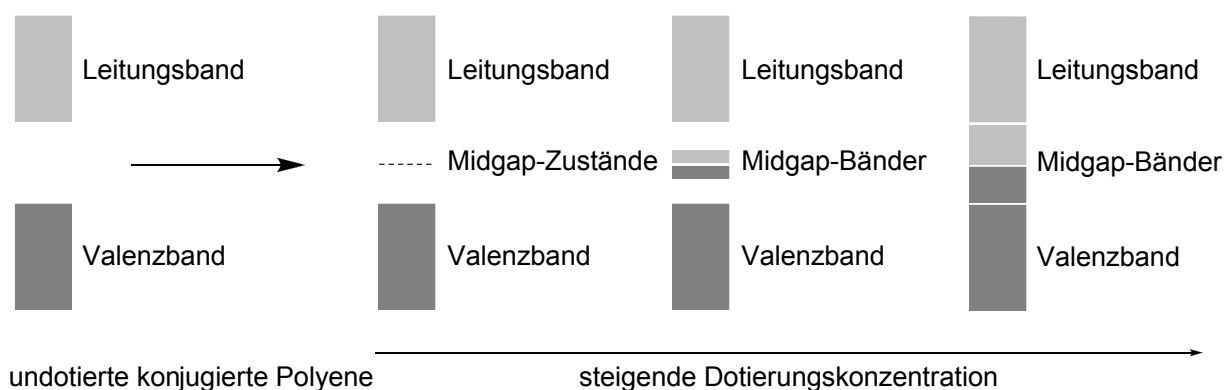 Leitungsband
Leitungsband
Leitungsband
Leitungsband
Midgap-Zustände
Midgap-Bänder
Midgap-Bänder
Valenzband
Valenzband
Valenzband
Valenzband
undotierte konjugierte Polyene
steigende Dotierungskonzentration